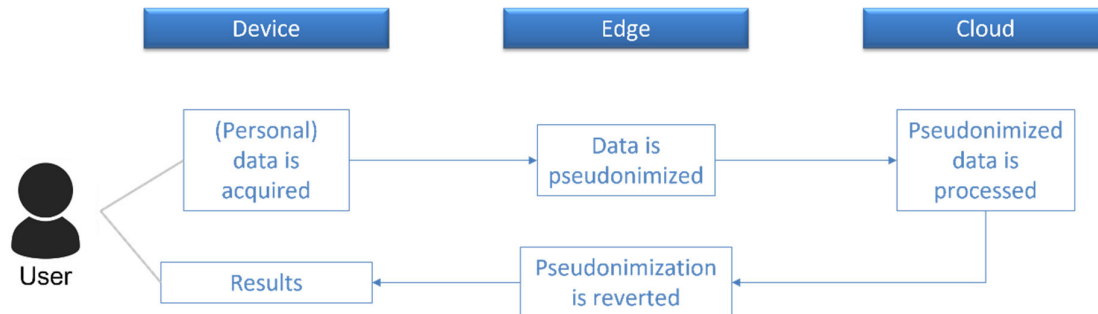 Device
Edge
Cloud
(Personal)
data is
acquired
Data is
pseudonimized
Pseudonimized
data is
processed
User
Results
Pseudonimization
is reverted